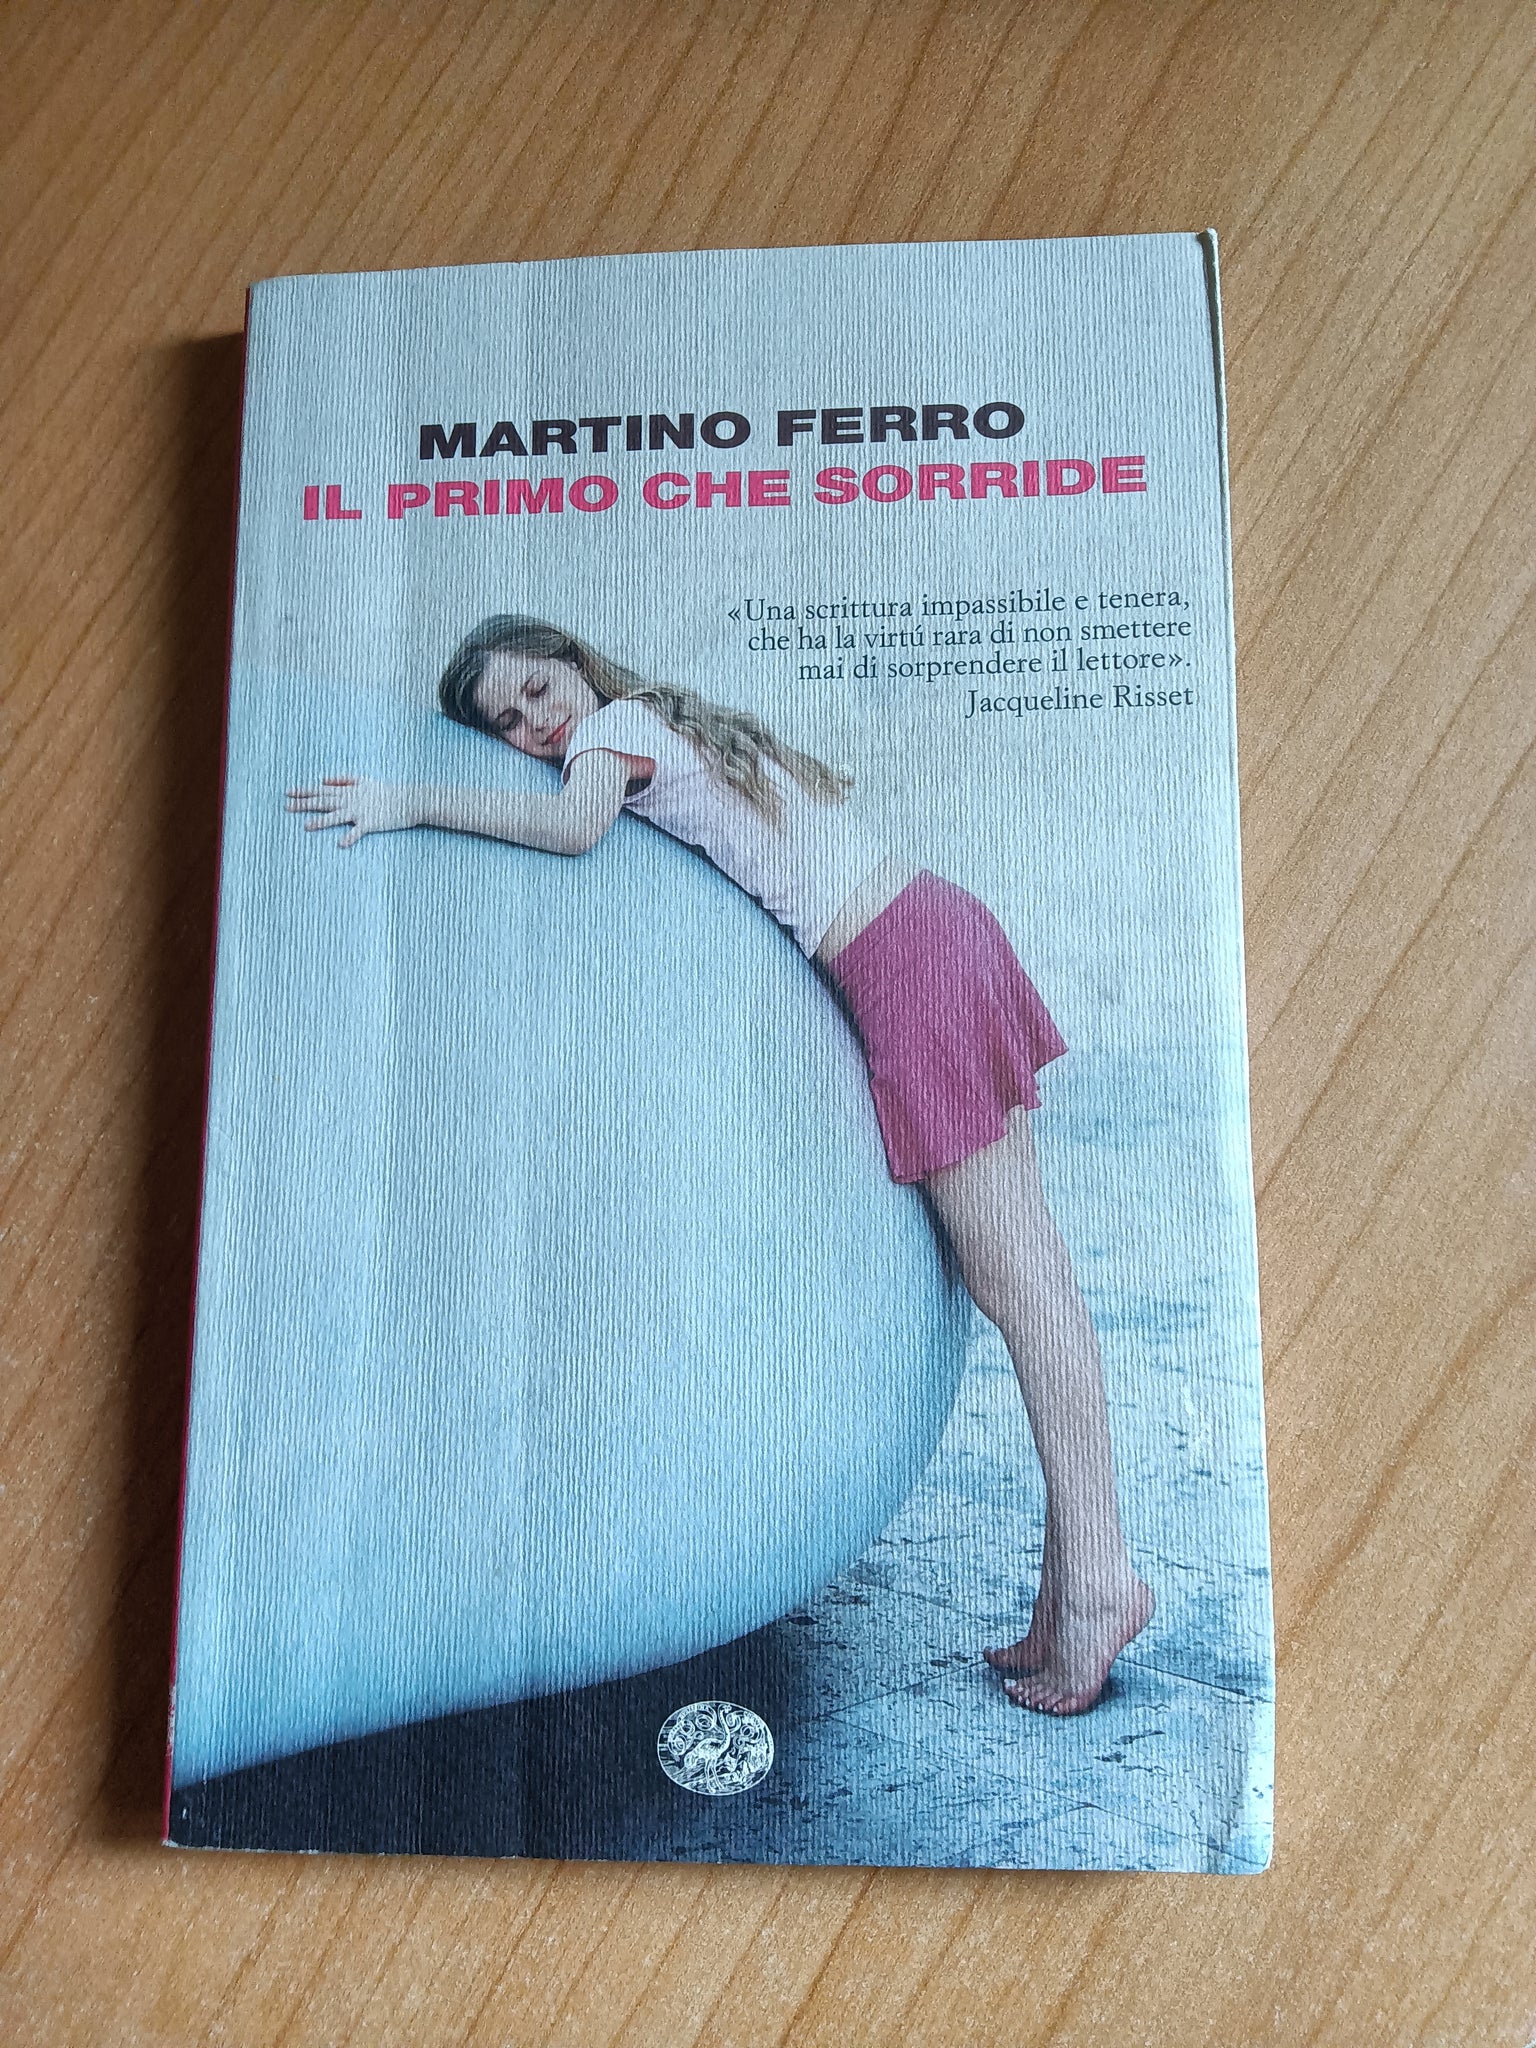 MARTINO FERRO
IL PRIMO CHE SORRIDE
«Una scrittura impassibile e tenera,
che ha la virtú rara di non smettere
mai di sorprendere il lettore».
Jacqueline Risset